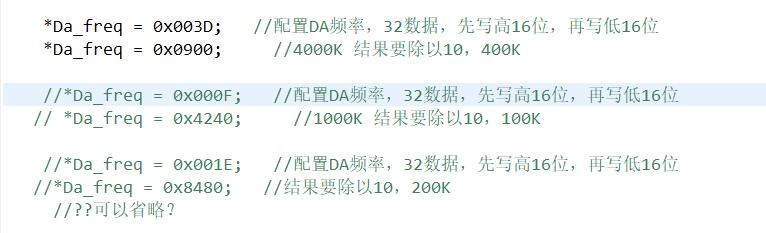 *Da_freq = 0x003D;   //配置DA频率，32数据，先写高16位，再写低16位
*Da_freq = 0x0900;     //4000K 结果要除以10，400K
//*Da_freq = 0x000F;   //配置DA频率，32数据，先写高16位，再写低16位
// *Da_freq = 0x4240;     //1000K 结果要除以10，100K
//*Da_freq = 0x001E;   //配置DA频率，32数据，先写高16位，再写低16位
//*Da_freq = 0x8480;   //结果要除以10，200K
//??可以省略？